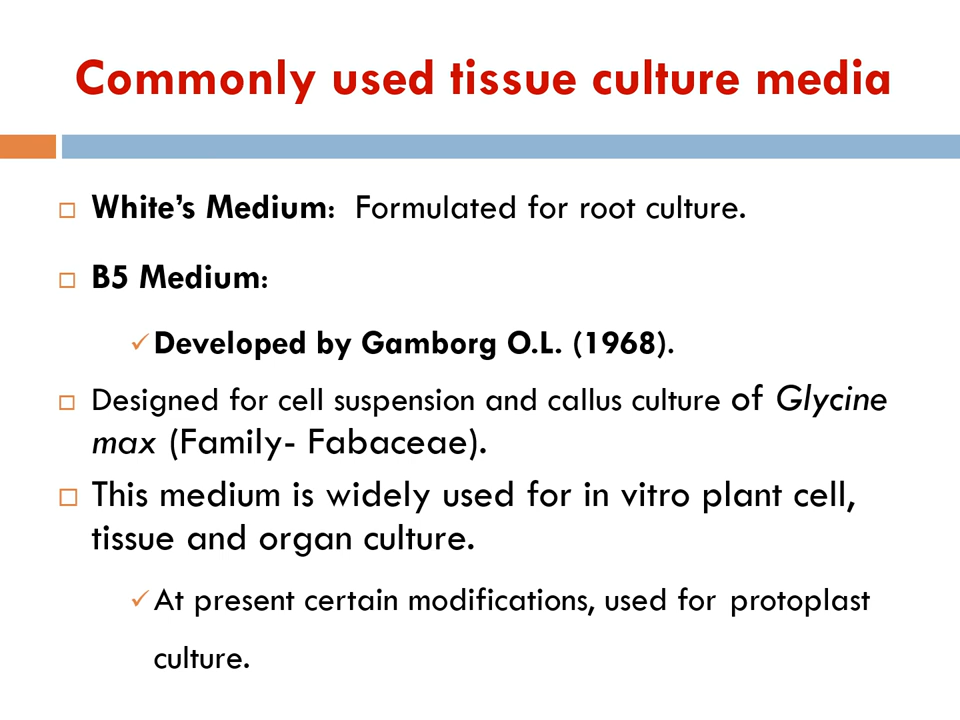 Commonly used tissue culture media
White’s Medium: Formulated for root culture.
B5 Medium:
Developed by Gamborg O.L. (1968).
Designed for cell suspension and callus culture of Glycine
max (Family- Fabaceae).
This medium is widely used for in vitro plant cell,
tissue and organ culture.
At present certain modifications, used for protoplast
culture.